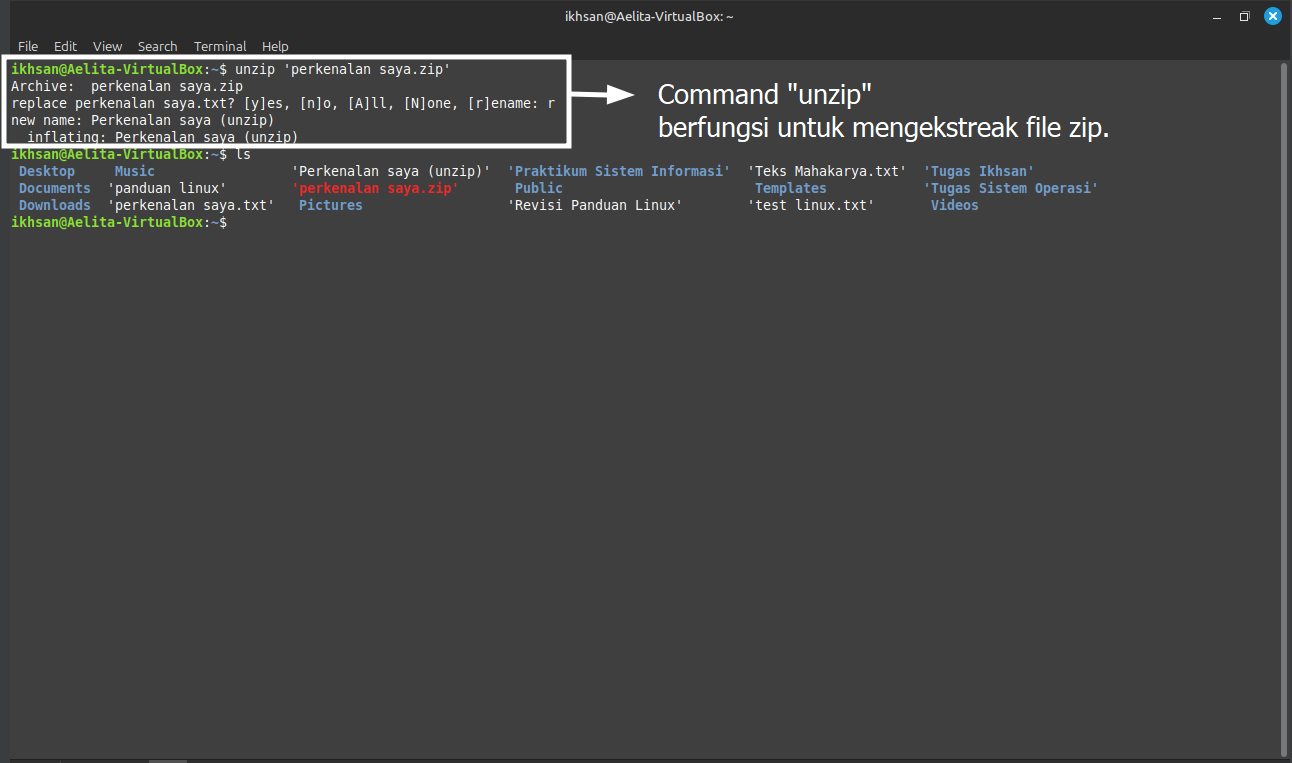 ikhsan@Aelita-VirtualBox: ~
File Edit View Search Terminal Help
ikhsan@Aelita-VirtualBox:~$ unzip 'perkenalan saya.zip'
Archive:  perkenalan saya.zip
replace perkenalan saya.txt? [y]es, [n]o, [A]ll, [N]one, [r]ename: r
new name: Perkenalan saya (unzip)
  inflating: Perkenalan saya (unzip)
Command "unzip"
berfungsi untuk mengekstreak file zip.
ikhsan@Aelita-VirtualBox:~$ ls
Desktop Music 'Perkenalan saya (unzip)' 'Praktikum Sistem Informasi' 'Teks Mahakarya.txt' 'Tugas Ikhsan'
Documents 'panduan linux' 'perkenalan saya.zip' Public Templates 'Tugas Sistem Operasi'
Downloads 'perkenalan saya.txt' Pictures 'Revisi Panduan Linux' 'test linux.txt' Videos
ikhsan@Aelita-VirtualBox:~$